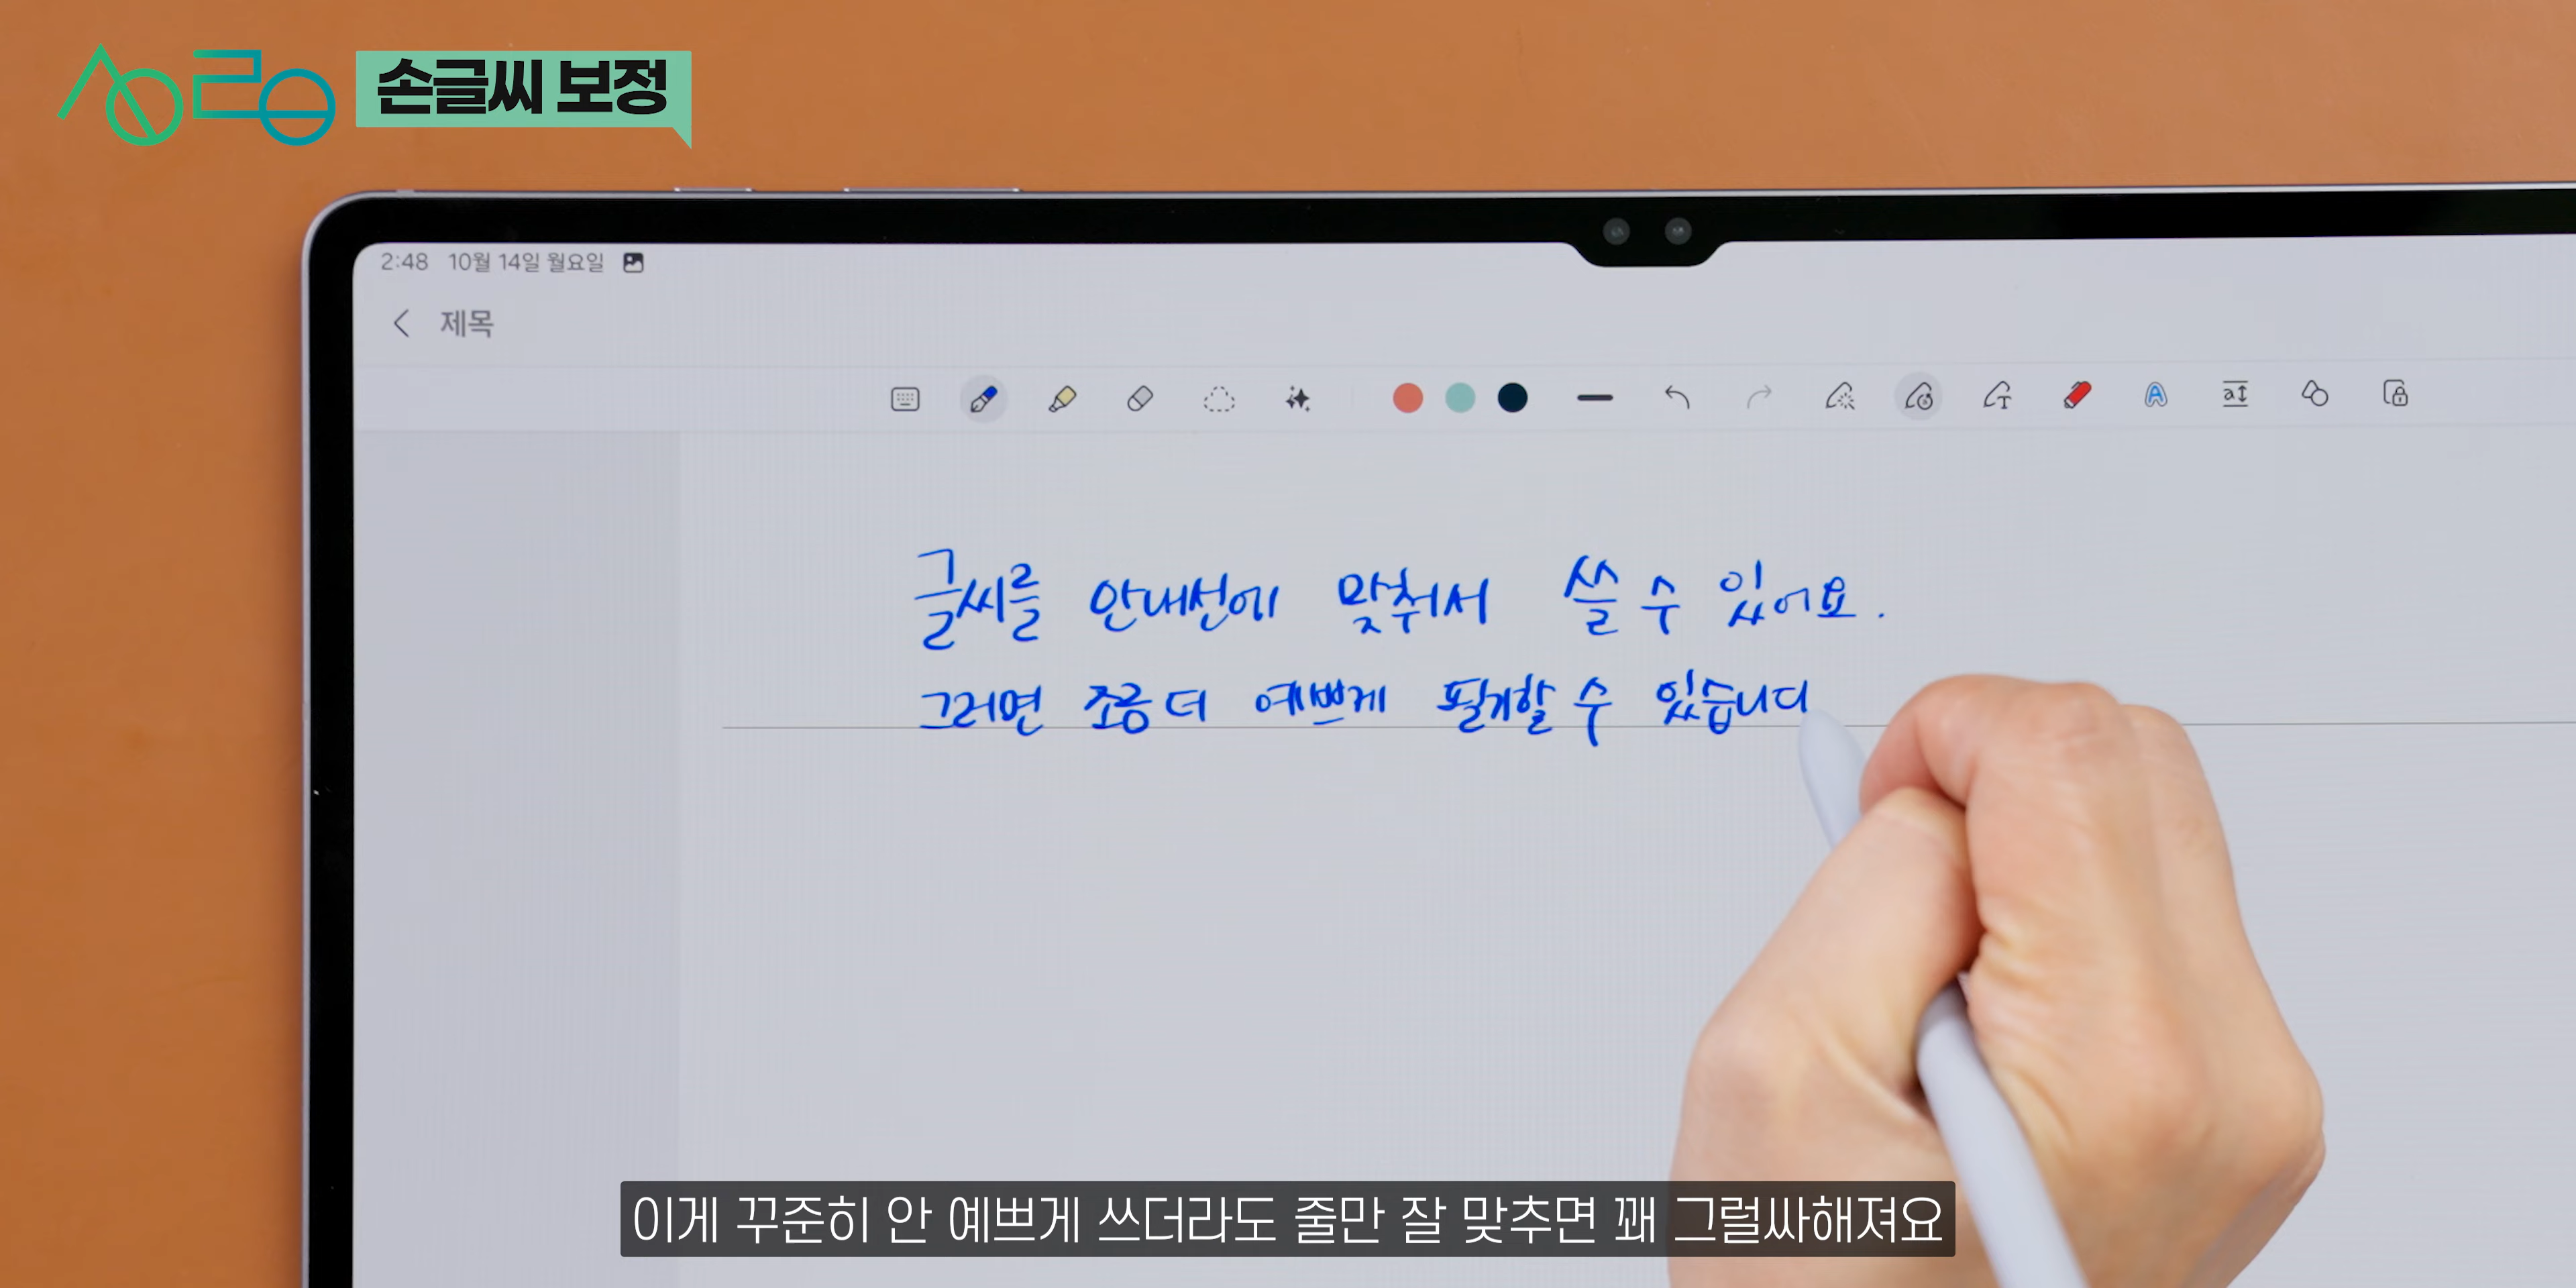 손글씨 보정
2:48 10월 14일 월요일
제목
글씨를 안내선에 맞춰서 쓸 수 있어요.
그러면 조금 더 예쁘게 필기할 수 있습니다
이게 꾸준히 안 예쁘게 쓰더라도 줄만 잘 맞추면 꽤 그럴싸해져요